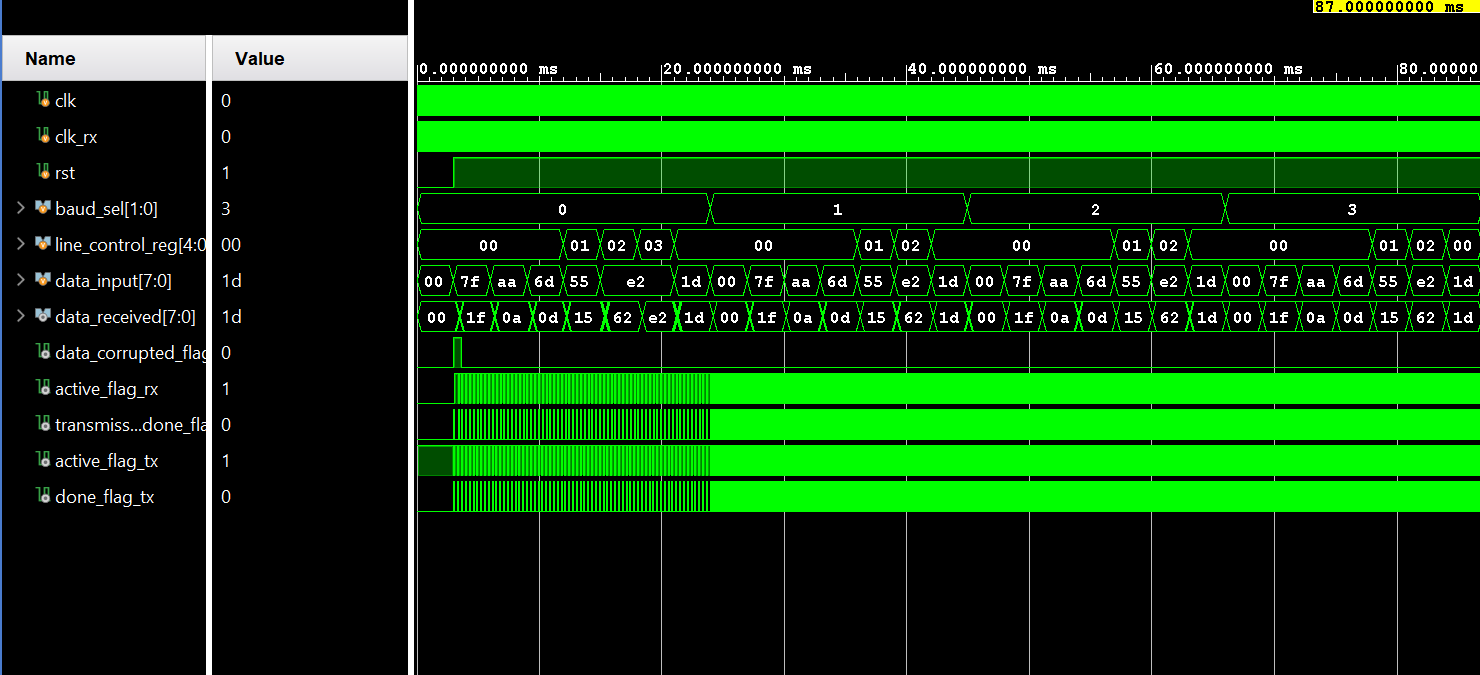 87.000000000 ms
Name Value
0.000000000 ms 20.000000000 ms 40.000000000 ms 60.000000000 ms 80.00000
clk 0
clk_rx 0
rst 1
baud_sel[1:0] 3 0 1 2 3
line_control_reg[4:0 00 00 01 02 03 00 01 02 00 01 02 00 01 02 00
data_input[7:0] 1d 00 7f aa 6d 55 e2 1d 00 7f aa 6d 55 e2 1d 00 7f aa 6d 55 e2 1d 00 7f aa 6d 55 e2 1d
data_received[7:0] 1d 00 1f 0a 0d 15 62 e2 1d 00 1f 0a 0d 15 62 1d 00 1f 0a 0d 15 62 1d 00 1f 0a 0d 15 62 1d
data_corrupted_flag 0
active_flag_rx 1
transmiss...done_fla 0
active_flag_tx 1
done_flag_tx 0